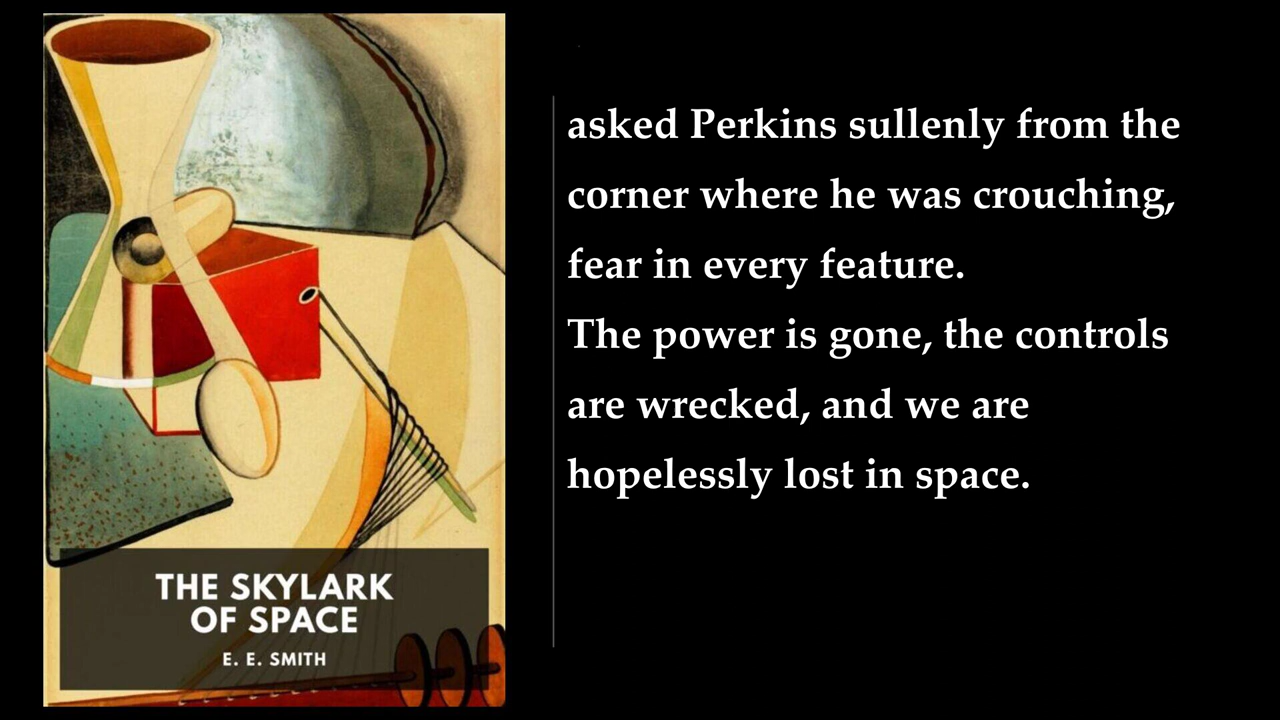 THE SKYLARK
OF SPACE
E. E. SMITH
asked Perkins sullenly from the
corner where he was crouching,
fear in every feature.
The power is gone, the controls
are wrecked, and we are
hopelessly lost in space.